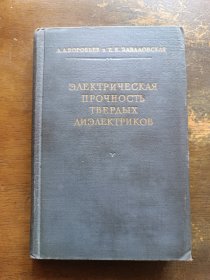 А. А. ВОРОБЬЕВ и Е. К. ЗАВАДОВСКАЯ
ЭЛЕКТРИЧЕСКАЯ
ПРОЧНОСТЬ
ТВЕРДЫХ
ДИЭЛЕКТРИКОВ